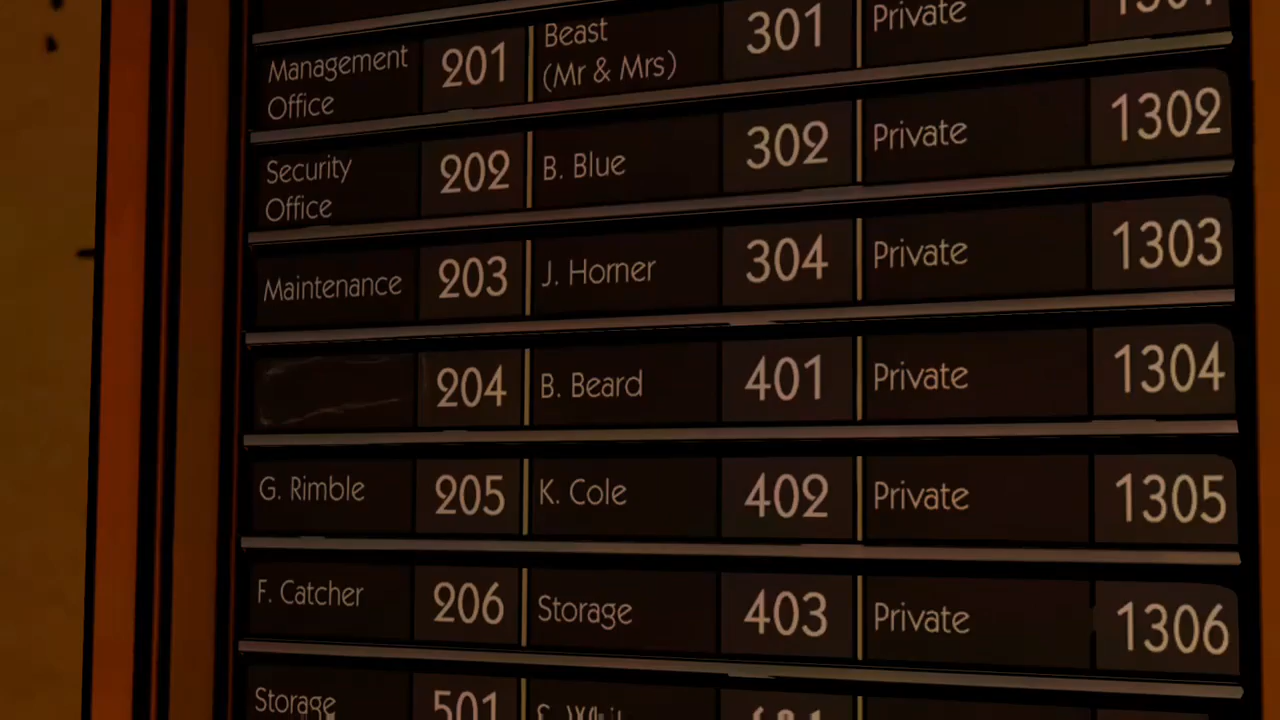 Management
Office
201
Beast
(Mr & Mrs)
301
Private
Security
Office
202
B. Blue
302
Private
1302
Maintenance
203
J. Horner
304
Private
1303
204
B. Beard
401
Private
1304
G. Rimble
205
K. Cole
402
Private
1305
F. Catcher
206
Storage
403
Private
1306
Storage
501